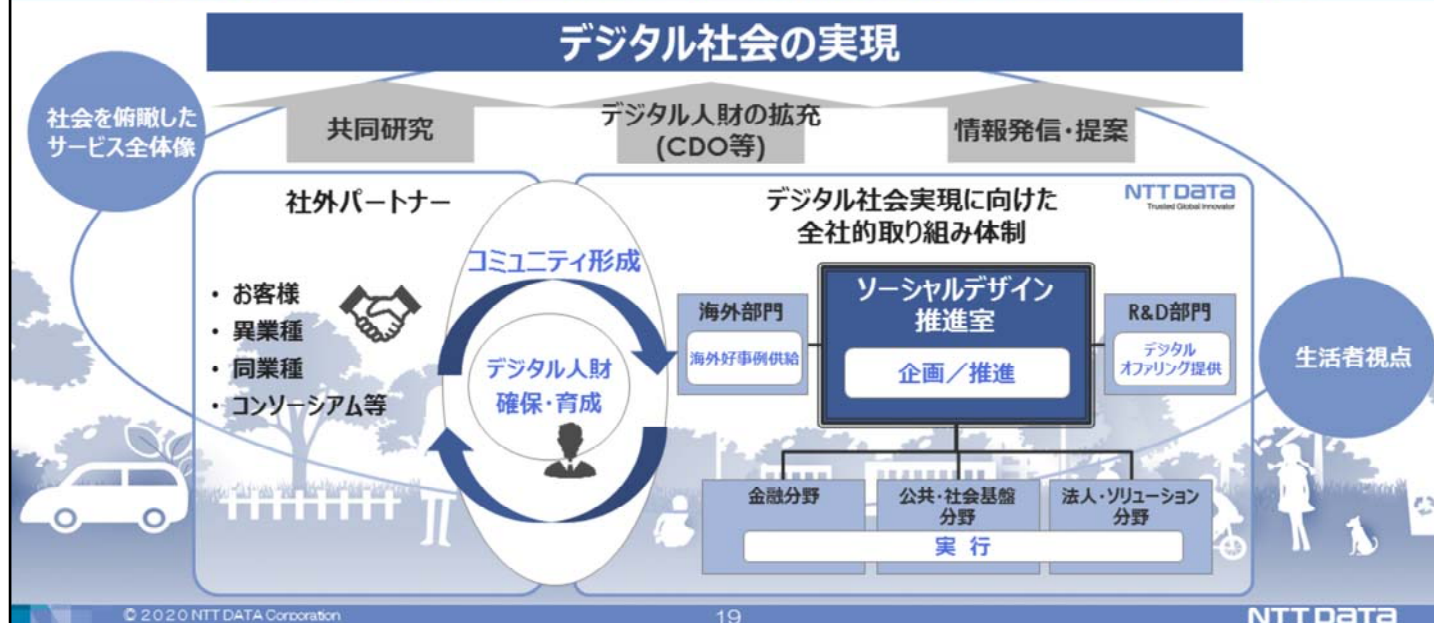 デジタル社会の実現
社会を俯瞰した
サービス全体像
共同研究
デジタル人財の拡充
(CDO等)
情報発信・提案
社外パートナー
・ お客様
・ 異業種
・ 同業種
・ コンソーシアム等
コミュニティ形成
デジタル人財
確保・育成
デジタル社会実現に向けた
全社的取り組み体制
NTT DATA
Trusted Global Innovator
海外部門
海外好事例供給
ソーシャルデザイン
推進室
企画／推進
R&D部門
デジタル
オファリング提供
生活者視点
金融分野
公共・社会基盤
分野
法人・ソリューション
分野
実 行
© 2020 NTT DATA Corporation
19
NTT DATA